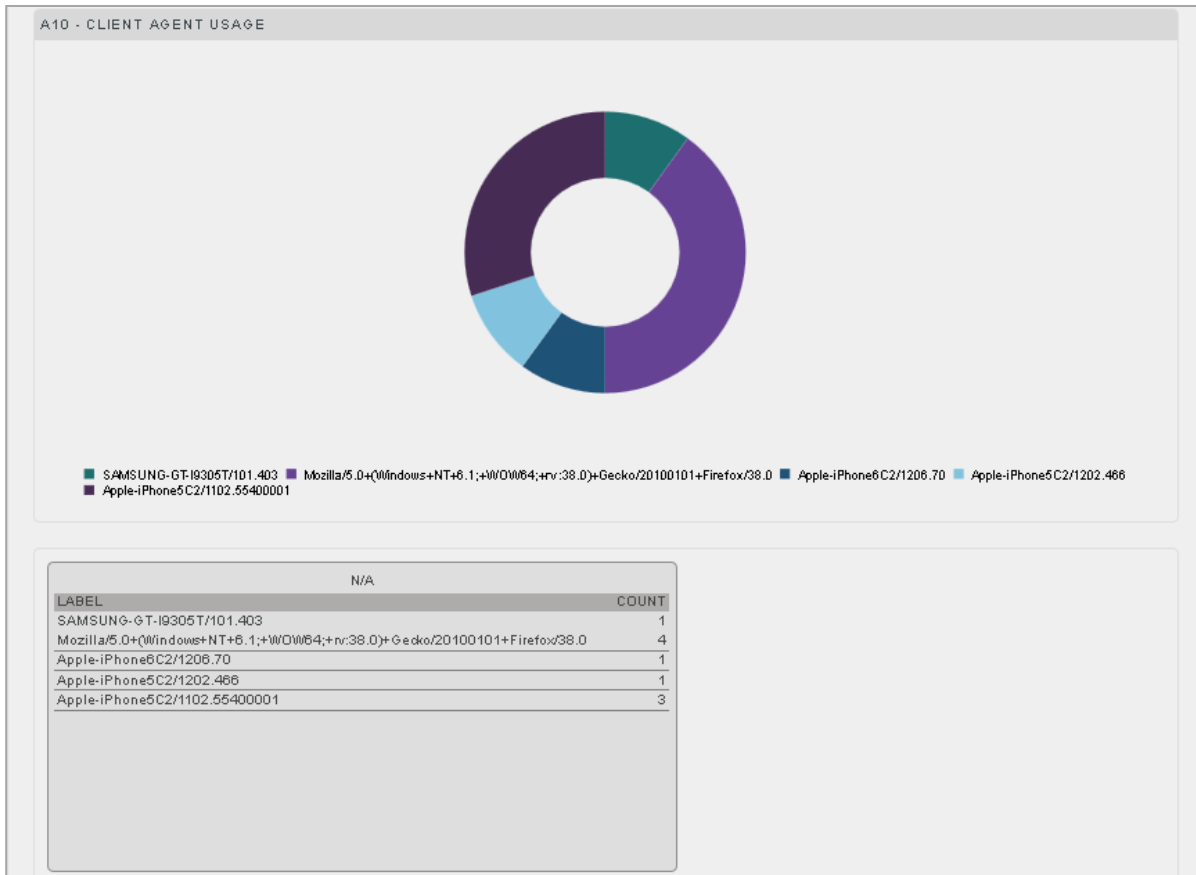 A10 - CLIENT AGENT USAGE
SAMSUNG-GT-I9305T/101.403 Mozilla/5.0+(Windows+NT+6.1;+WOW64;+rv:38.0)+Gecko/20100101+Firefox/38.0 Apple-iPhone6C2/1206.70 Apple-iPhone5C2/1202.466
Apple-iPhone5C2/1102.55400001
N/A
LABEL COUNT
SAMSUNG-GT-I9305T/101.403 1
Mozilla/5.0+(Windows+NT+6.1;+WOW64;+rv:38.0)+Gecko/20100101+Firefox/38.0 4
Apple-iPhone6C2/1206.70 1
Apple-iPhone5C2/1202.466 1
Apple-iPhone5C2/1102.55400001 3